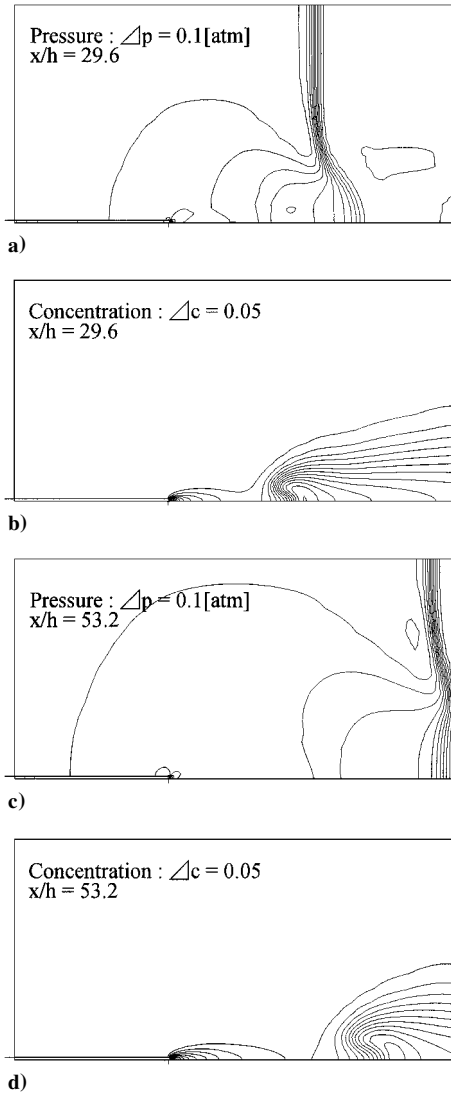 Pressure : ⊿p = 0.1[atm]
x/h = 29.6
a)
Concentration : ⊿c = 0.05
x/h = 29.6
b)
Pressure : ⊿p = 0.1[atm]
x/h = 53.2
c)
Concentration : ⊿c = 0.05
x/h = 53.2
d)